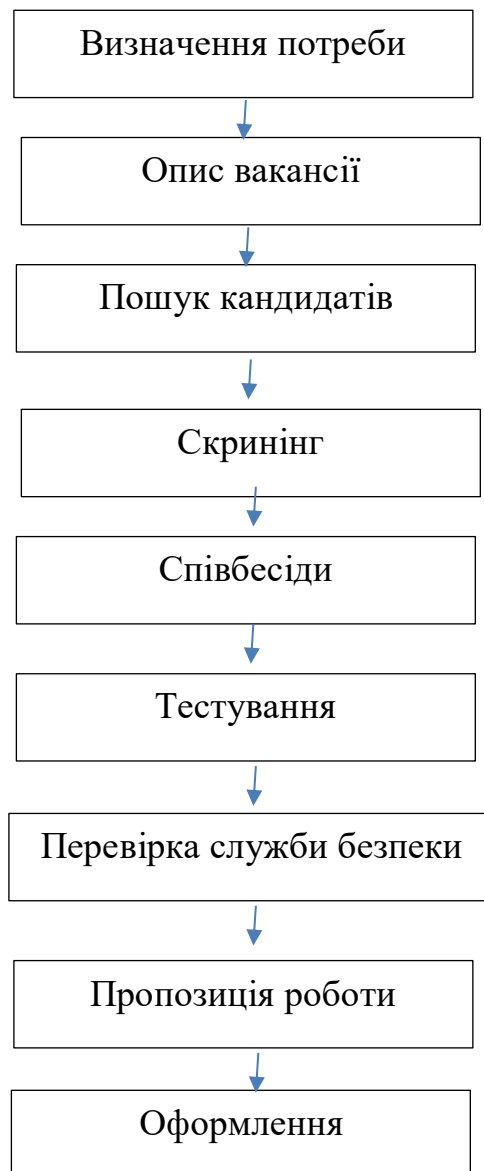 Визначення потреби
Опис вакансії
Пошук кандидатів
Скринінг
Співбесіди
Тестування
Перевірка служби безпеки
Пропозиція роботи
Оформлення